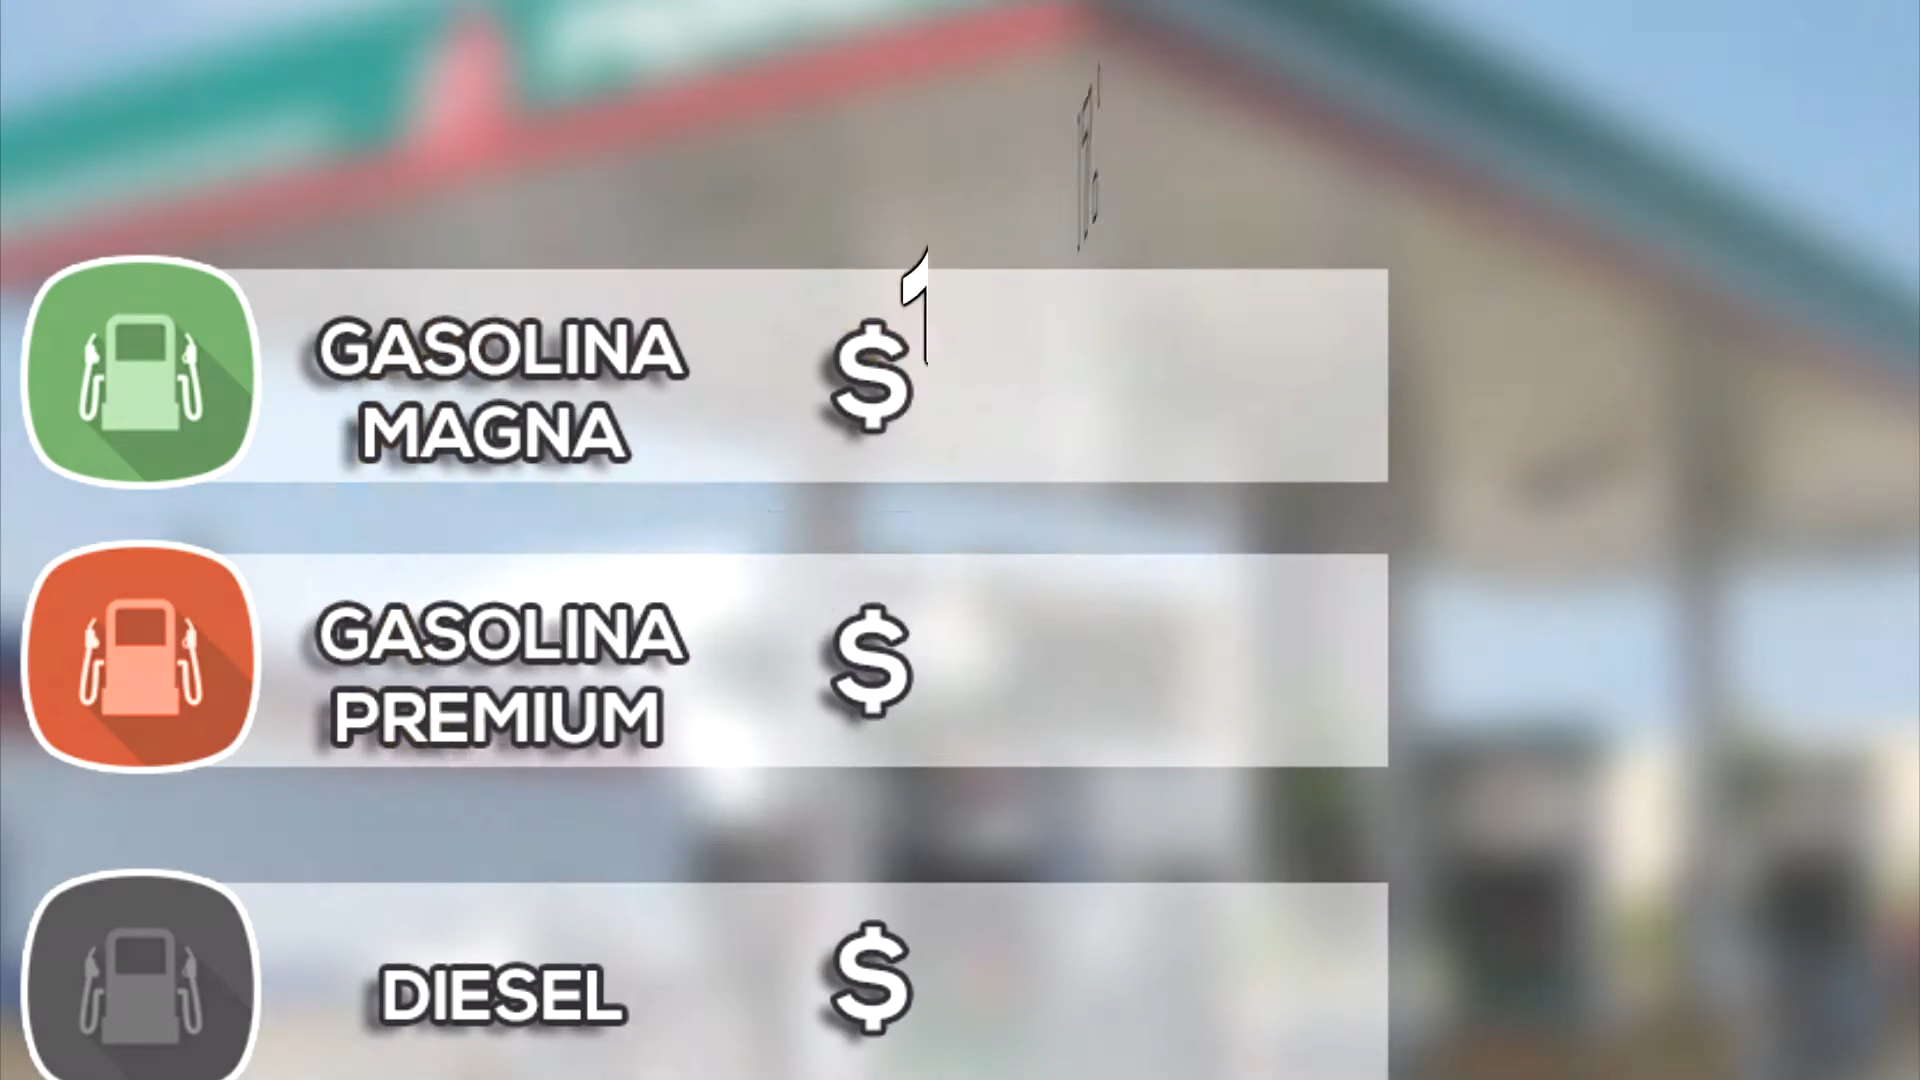 GASOLINA
MAGNA
$
GASOLINA
PREMIUM
$
DIESEL
$